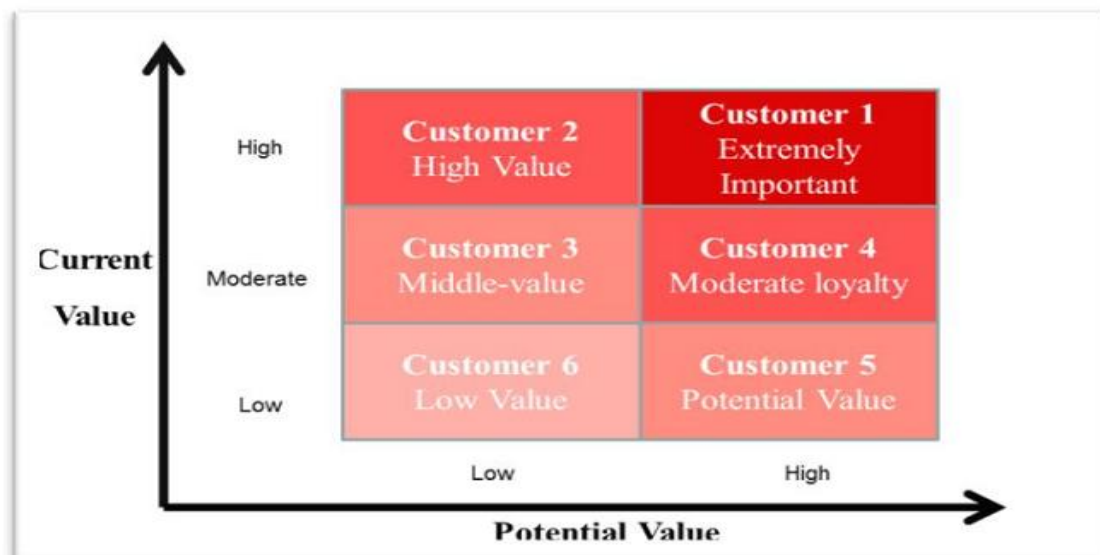 High
Customer 2
High Value
Customer 1
Extremely
Important
Current
Value
Moderate
Customer 3
Middle-value
Customer 4
Moderate loyalty
Low
Customer 6
Low Value
Customer 5
Potential Value
Low
High
Potential Value